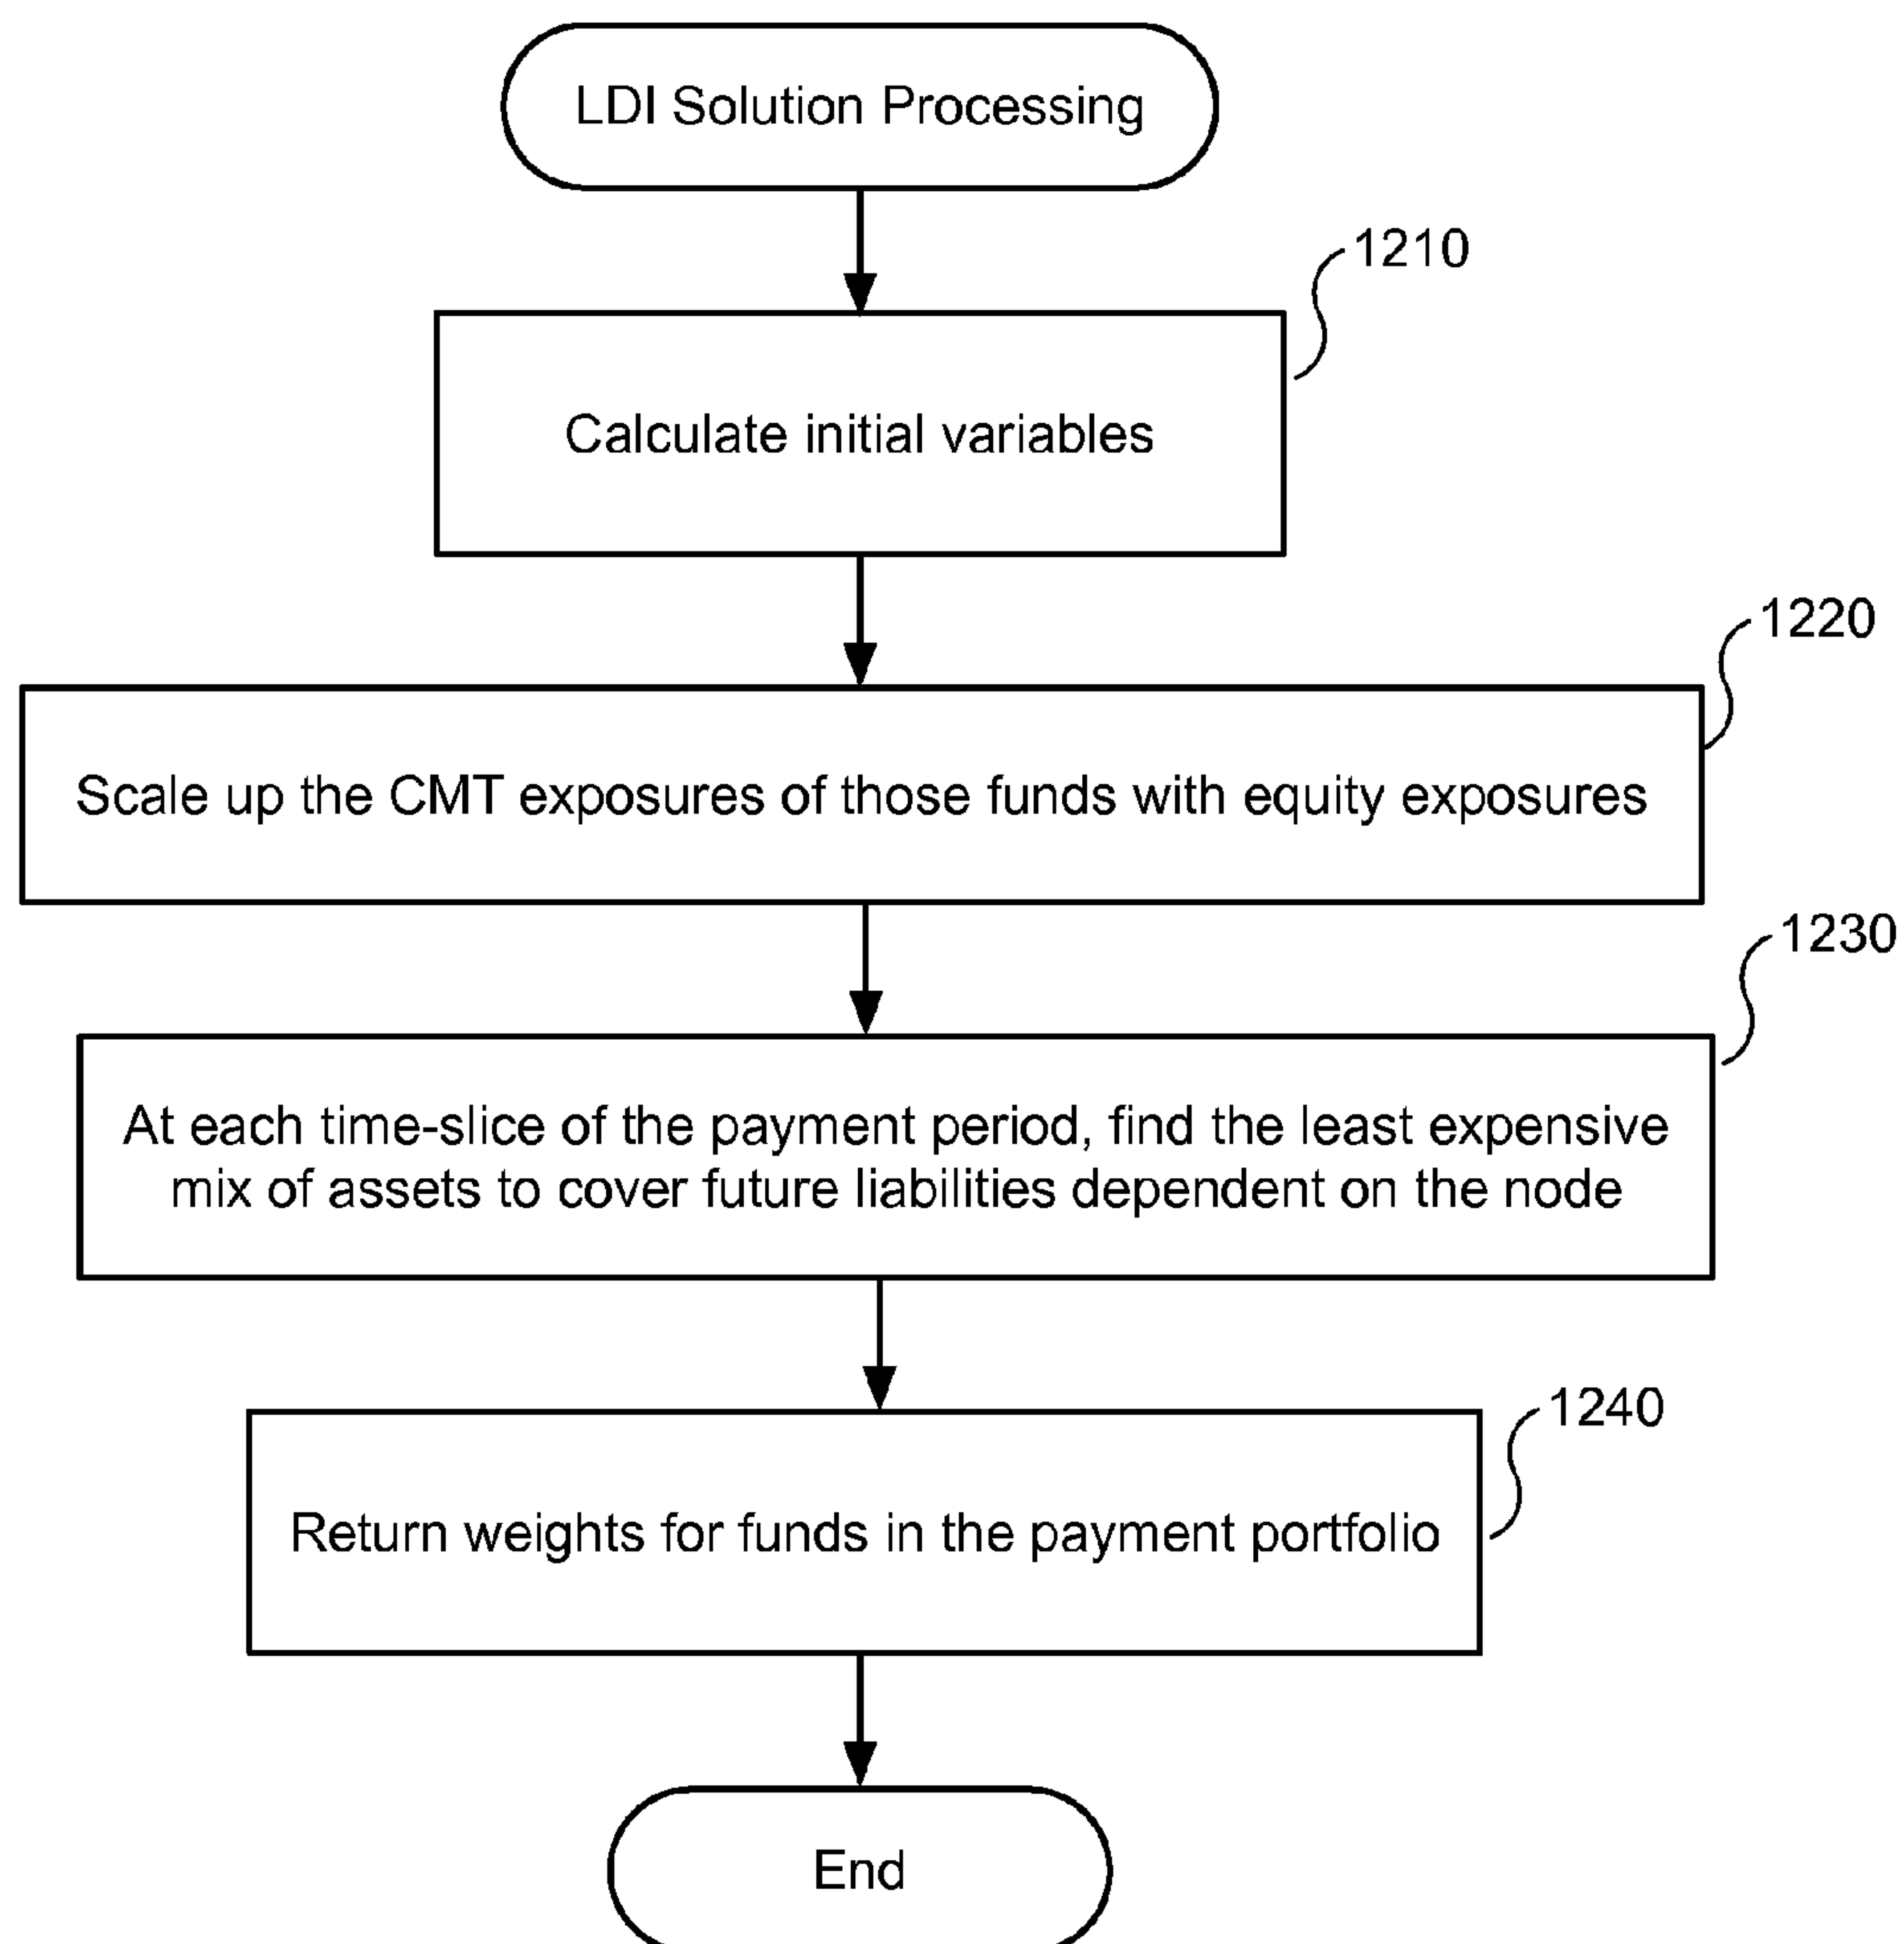 LDI Solution Processing
1210
Calculate initial variables
1220
Scale up the CMT exposures of those funds with equity exposures
1230
At each time-slice of the payment period, find the least expensive
mix of assets to cover future liabilities dependent on the node
1240
Return weights for funds in the payment portfolio
End